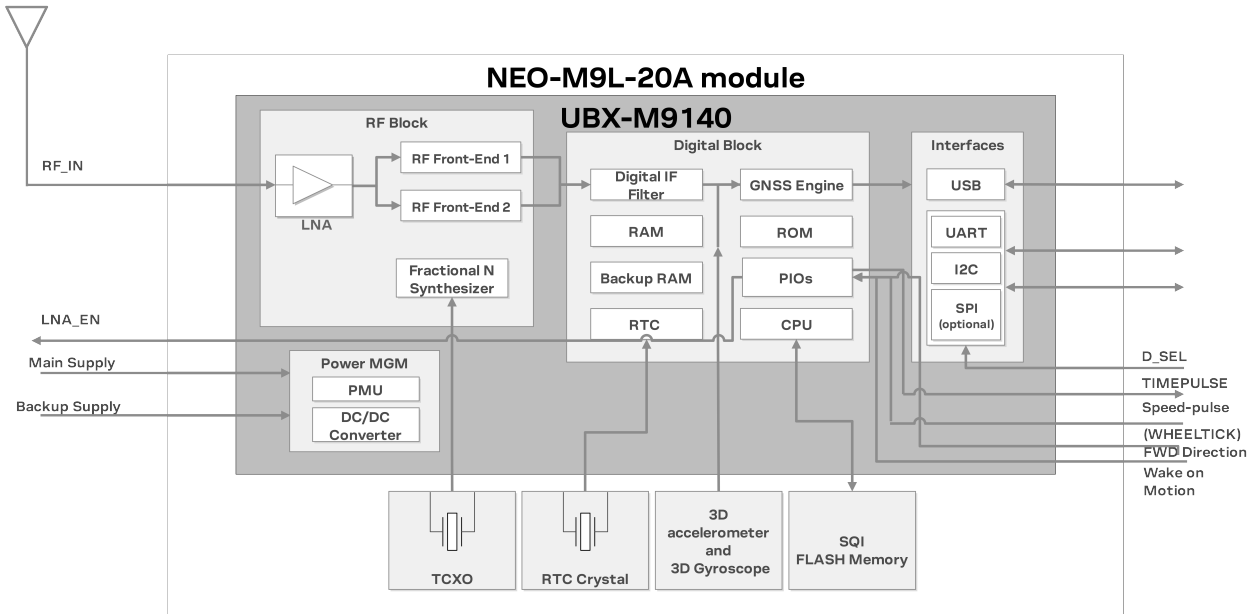 NEO-M9L-20A module
UBX-M9140
RF Block
Digital Block
Interfaces
RF_IN
LNA
RF Front-End 1
RF Front-End 2
Fractional N
Synthesizer
Digital IF
Filter
GNSS Engine
USB
RAM
ROM
UART
Backup RAM
PIOs
I2C
RTC
CPU
SPI
(optional)
LNA_EN
Main Supply
Backup Supply
Power MGM
PMU
DC/DC
Converter
D_SEL
TIMEPULSE
Speed-pulse
(WHEELTICK)
FWD Direction
Wake on
Motion
TCXO
RTC Crystal
3D
accelerometer
and
3D Gyroscope
SQI
FLASH Memory